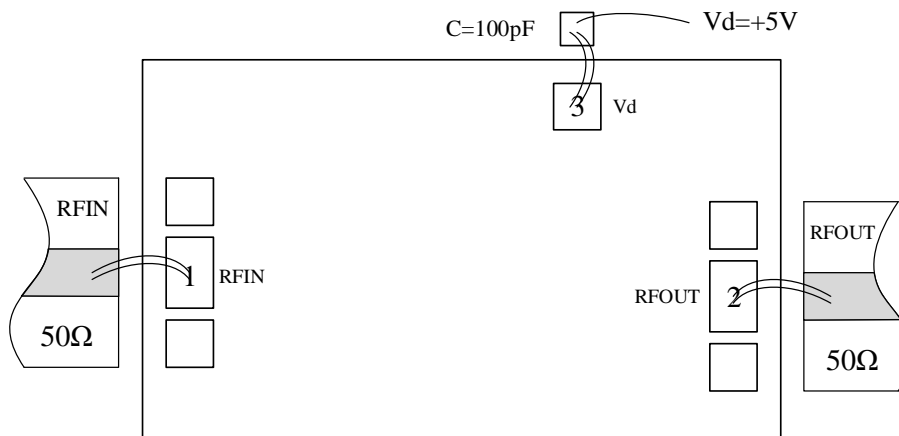 C=100pF
Vd=+5V
3
Vd
RFIN
1
RFIN
50Ω
RFOUT
RFOUT
2
50Ω